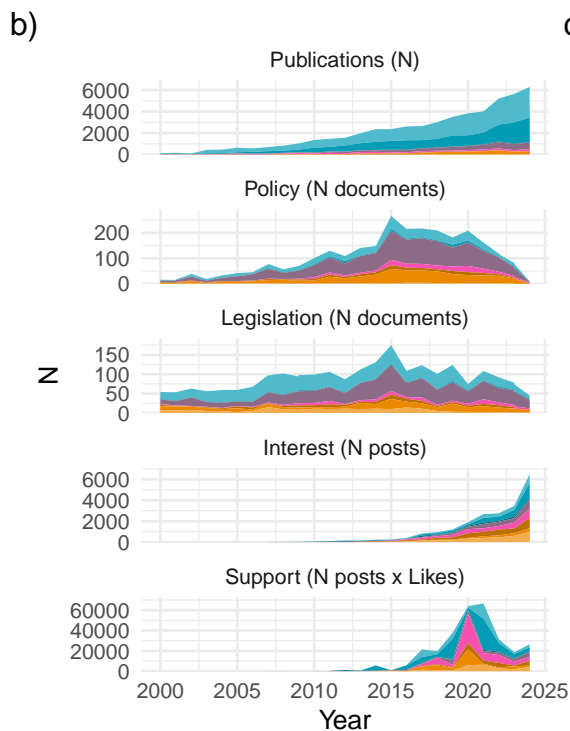 b)
Publications (N)
6000
4000
2000
0
Policy (N documents)
200
100
0
Legislation (N documents)
150
100
50
0
N
Interest (N posts)
6000
4000
2000
0
Support (N posts x Likes)
60000
40000
20000
0
2000 2005 2010 2015 2020 2025
Year